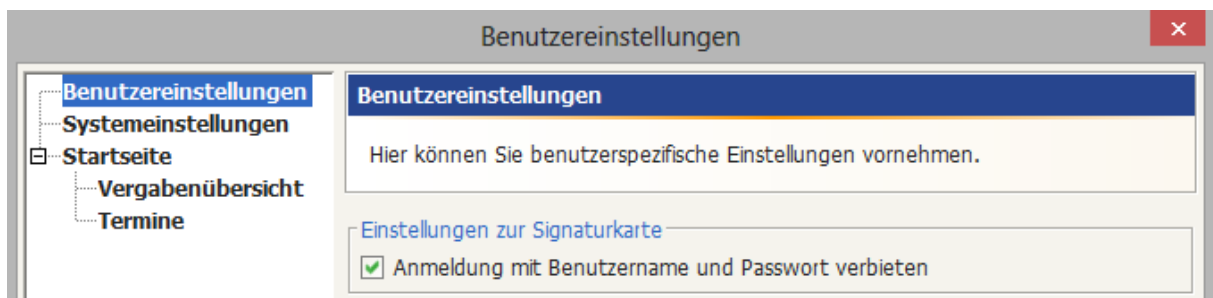 Benutzereinstellungen
Benutzereinstellungen
Systemeinstellungen
Startseite
Vergabenübersicht
Termine
Benutzereinstellungen
Hier können Sie benutzerspezifische Einstellungen vornehmen.
Einstellungen zur Signaturkarte
Anmeldung mit Benutzername und Passwort verbieten